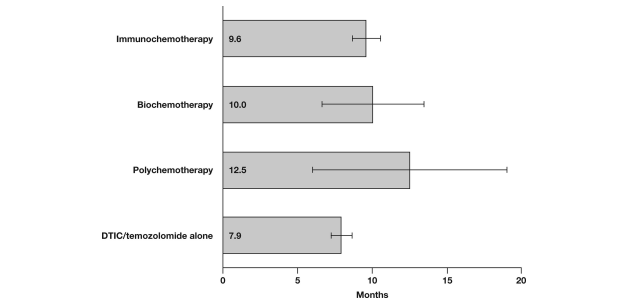 Immunochemotherapy 9.6
Biochemotherapy 10.0
Polychemotherapy 12.5
DTIC/temozolomide alone 7.9
0 5 10 15 20
Months